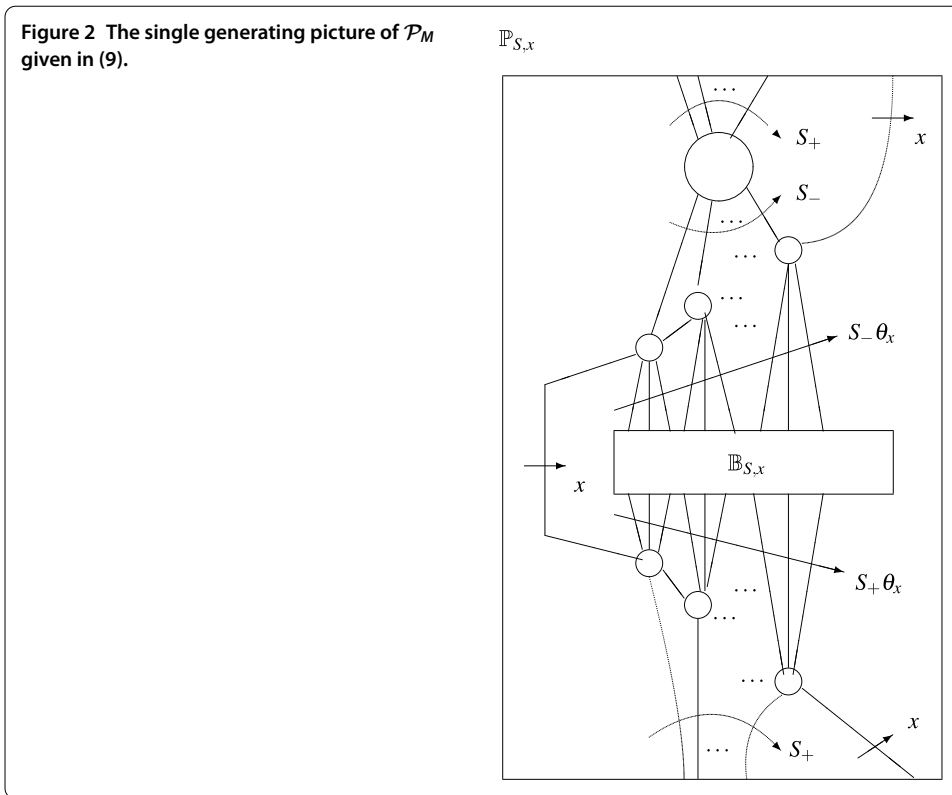 Figure 2 The single generating picture of 𝒫_M
given in (9).
ℙ_{S,x}
...
S_+
x
S_−
...
...
...
...
S_−θ_x
𝔹_{S,x}
x
S_+θ_x
...
...
...
x
S_+
...